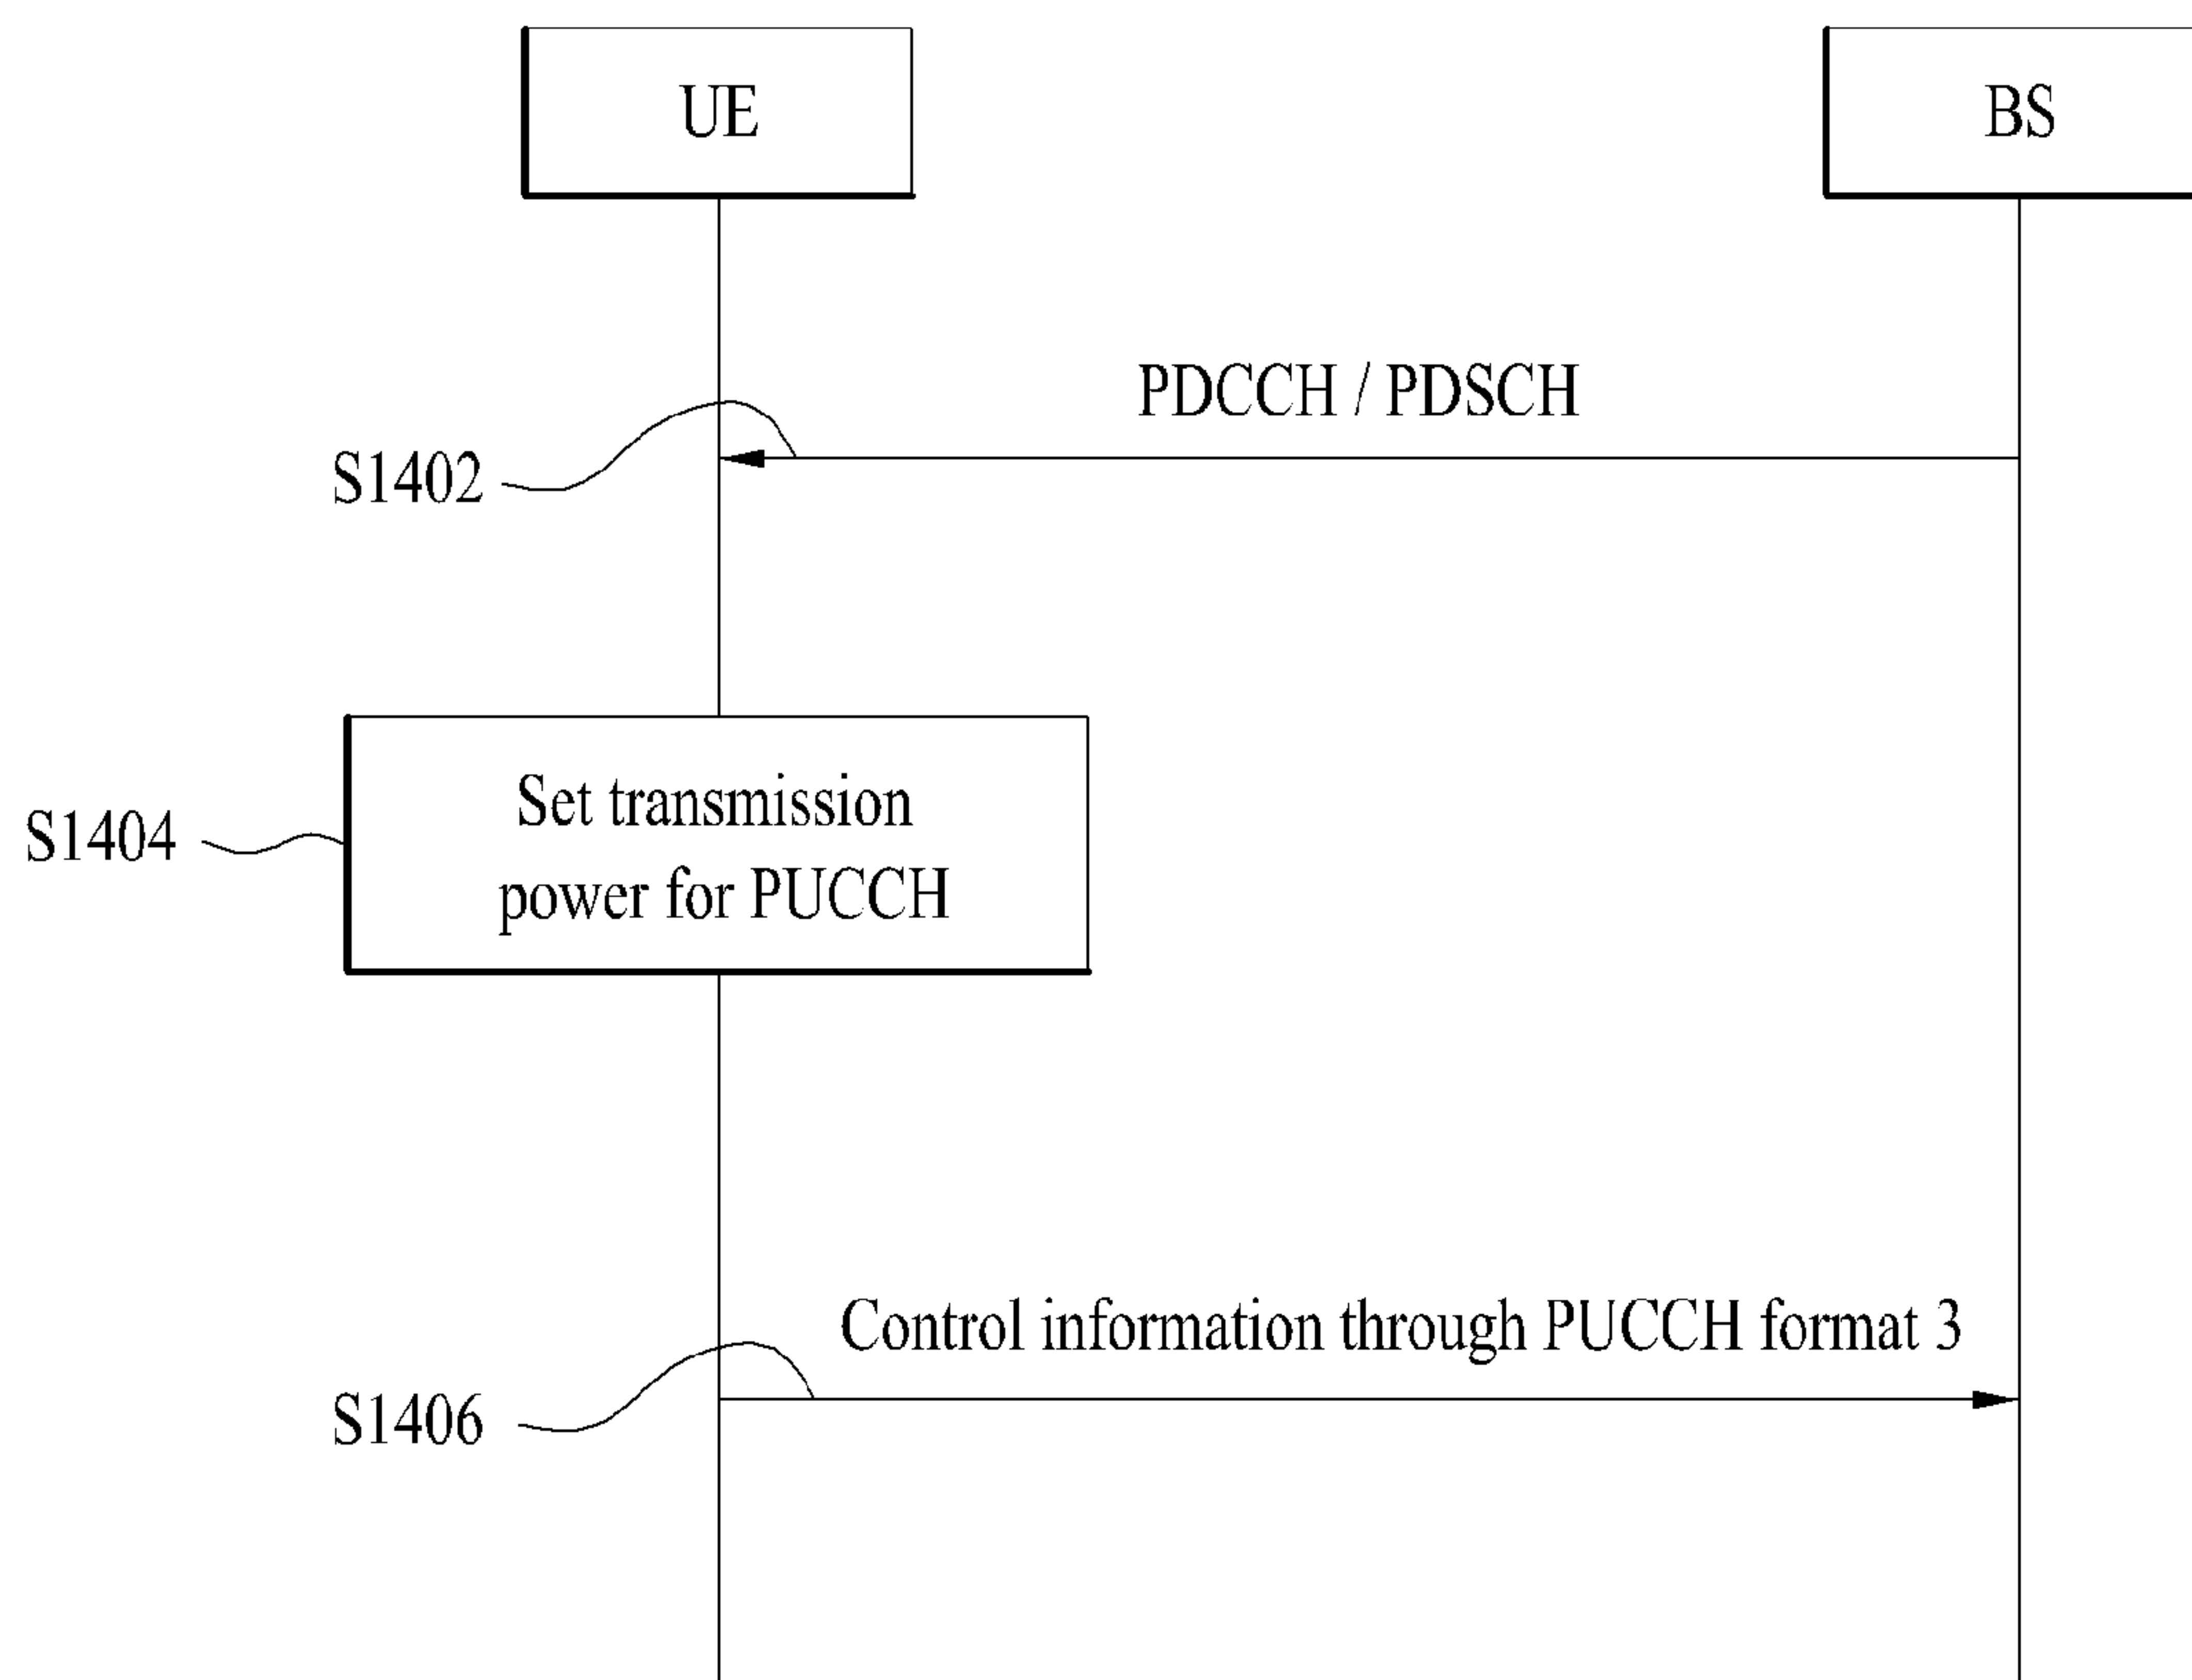 UE
BS
PDCCH / PDSCH
S1402
Set transmission
power for PUCCH
S1404
Control information through PUCCH format 3
S1406